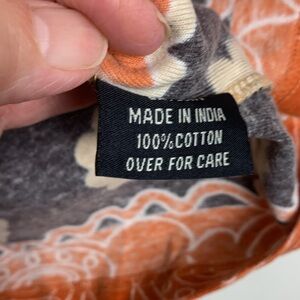 MADE IN INDIA
100% COTTON
OVER FOR CARE